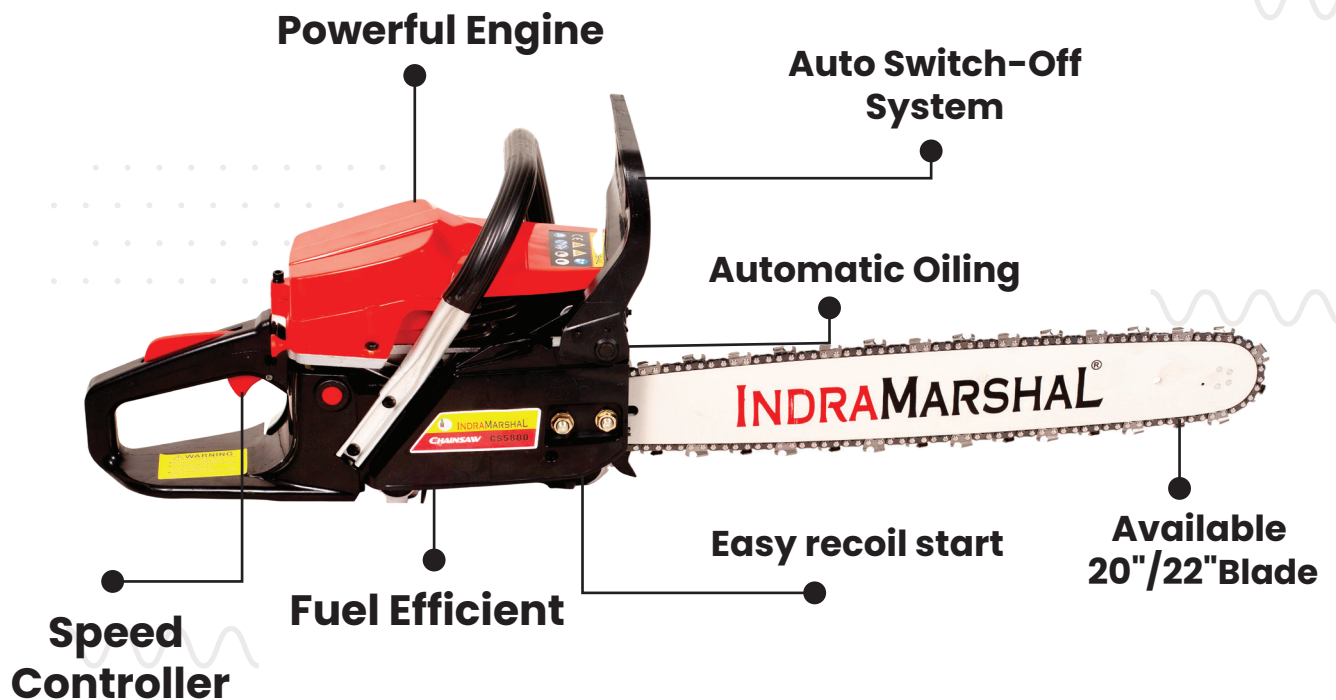 Powerful Engine
Auto Switch-Off
System
Automatic Oiling
INDRAMARSHAL®
INDRAMARSHAL
CHAINSAW CS5800
WARNING
Easy recoil start
Available
20"/22"Blade
Fuel Efficient
Speed
Controller